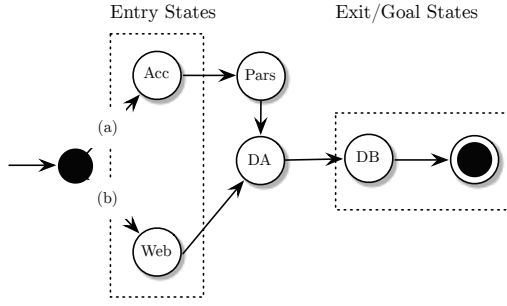 Entry States
Exit/Goal States
Acc
Pars
(a)
DA
DB
(b)
Web